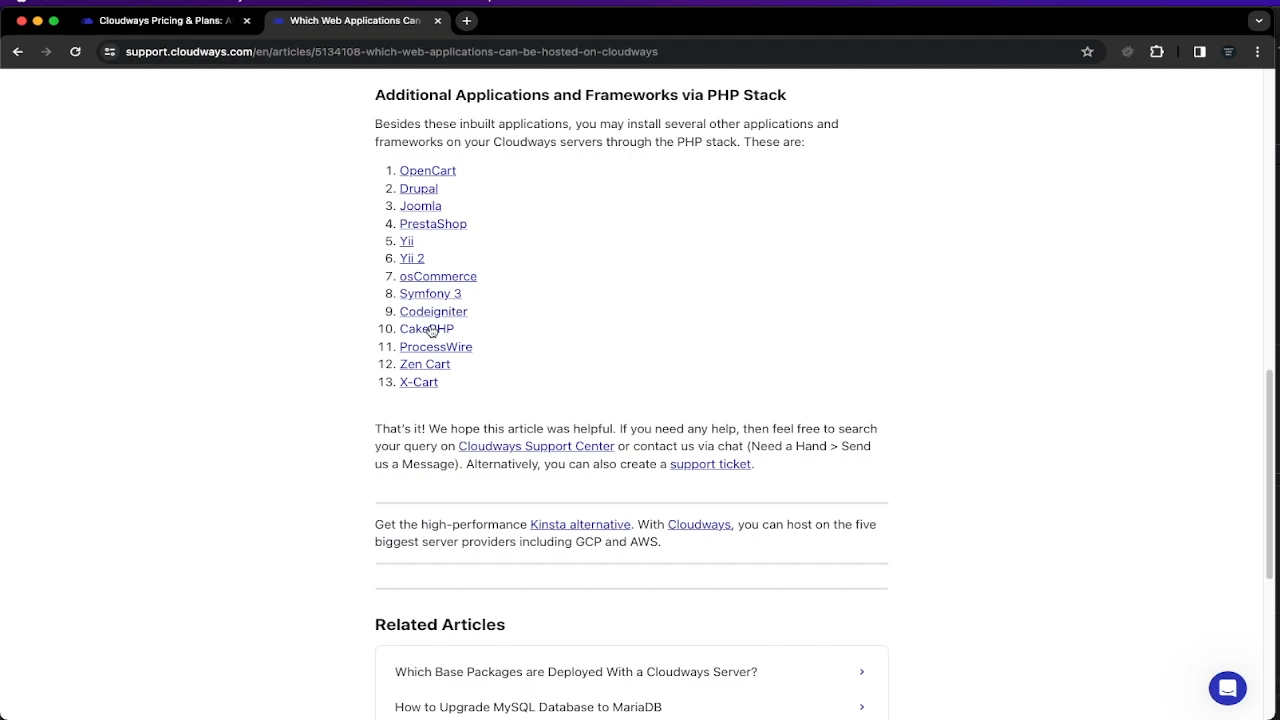 Cloudways Pricing & Plans: A
Which Web Applications Can
support.cloudways.com/en/articles/5134108-which-web-applications-can-be-hosted-on-cloudways
Additional Applications and Frameworks via PHP Stack
Besides these inbuilt applications, you may install several other applications and
frameworks on your Cloudways servers through the PHP stack. These are:
1. OpenCart
2. Drupal
3. Joomla
4. PrestaShop
5. Yii
6. Yii 2
7. osCommerce
8. Symfony 3
9. Codeigniter
10. CakePHP
11. ProcessWire
12. Zen Cart
13. X-Cart
That's it! We hope this article was helpful. If you need any help, then feel free to search
your query on Cloudways Support Center or contact us via chat (Need a Hand > Send
us a Message). Alternatively, you can also create a support ticket.
Get the high-performance Kinsta alternative. With Cloudways, you can host on the five
biggest server providers including GCP and AWS.
Related Articles
Which Base Packages are Deployed With a Cloudways Server?
How to Upgrade MySQL Database to MariaDB